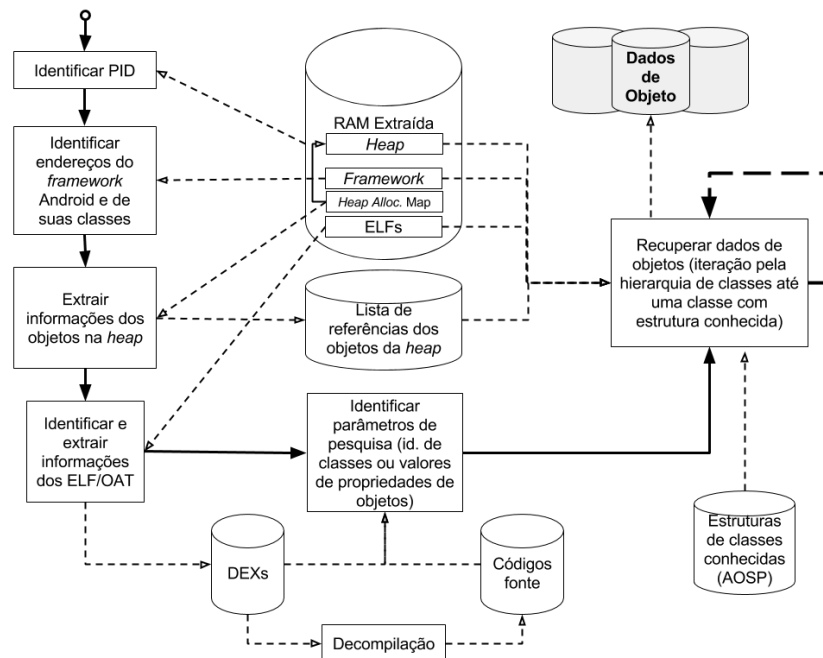 Identificar PID
Identificar
endereços do
framework
Android e de
suas classes
Extrair
informações dos
objetos na heap
Identificar e
extrair
informações
dos ELF/OAT
RAM Extraída
Heap
Framework
Heap Alloc. Map
ELFs
Lista de
referências dos
objetos da heap
Identificar
parâmetros de
pesquisa (id. de
classes ou valores
de propriedades de
objetos)
DEXs
Decompilação
Códigos
fonte
Dados
de
Objeto
Recuperar dados de
objetos (iteração pela
hierarquia de classes até
uma classe com
estrutura conhecida)
Estruturas
de classes
conhecidas
(AOSP)